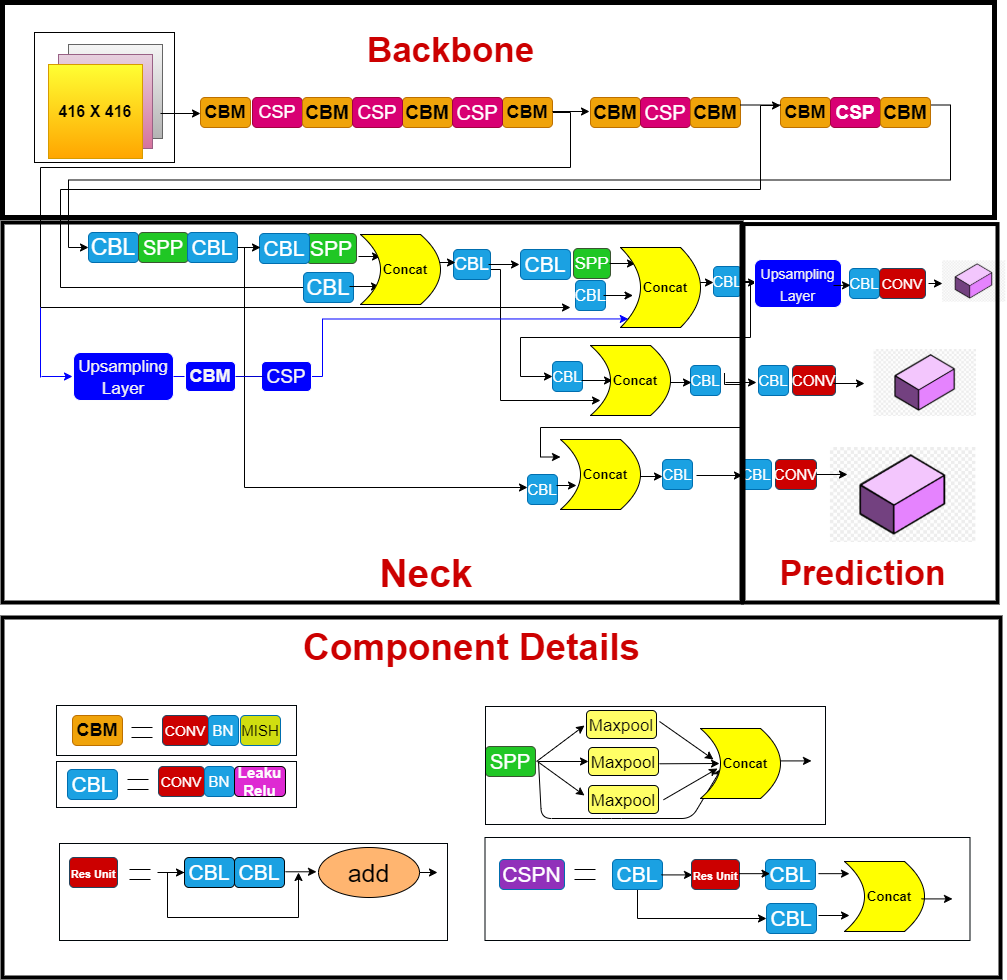 Backbone
416 X 416
CBM CSP CBM CSP CBM CSP CBM
CBM CSP CBM
CBM CSP CBM
CBL SPP CBL
CBL SPP
CBL
Concat
CBL
CBL SPP
CBL
Concat
CBL
Upsampling
Layer
CBL CONV
Upsampling
Layer
CBM
CSP
CBL
Concat
CBL
CBL CONV
CBL
Concat
CBL
CBL CONV
Neck
Prediction
Component Details
CBM
CONV BN MISH
CBL
CONV BN Leaku
Relu
SPP
Maxpool
Maxpool
Maxpool
Concat
Res Unit
CBL CBL
add
CSPN
CBL
Res Unit
CBL
CBL
Concat